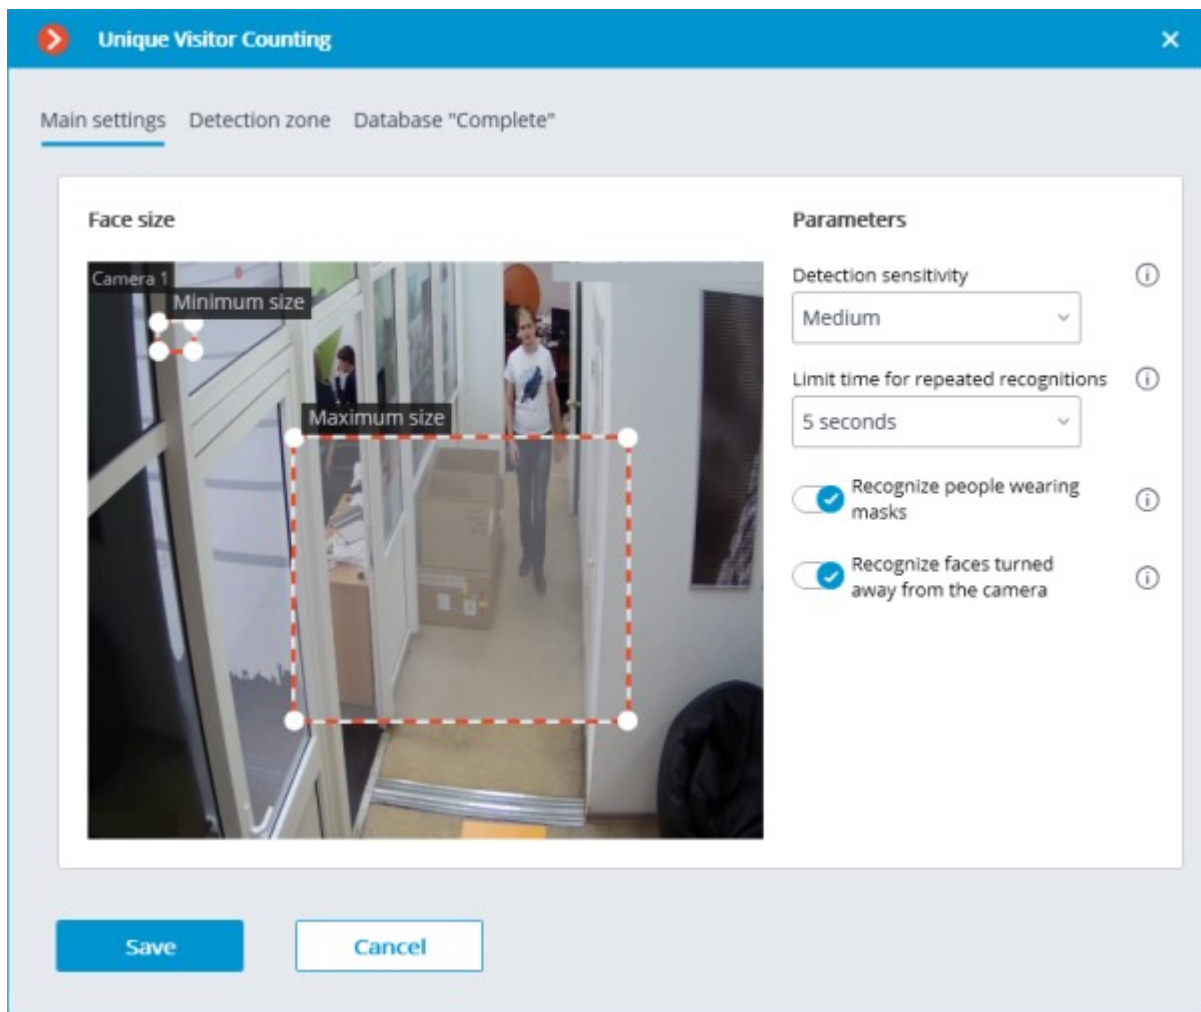 Unique Visitor Counting
Main settings Detection zone Database "Complete"
Face size
Camera 1
Minimum size
Maximum size
Parameters
Detection sensitivity
Medium
Limit time for repeated recognitions
5 seconds
Recognize people wearing
masks
Recognize faces turned
away from the camera
Save
Cancel